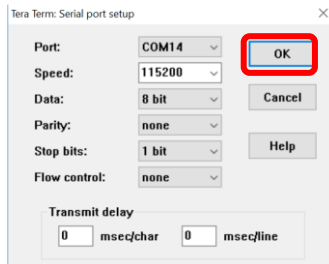 Tera Term: Serial port setup
Port: COM14 OK
Speed: 115200
Data: 8 bit Cancel
Parity: none
Stop bits: 1 bit Help
Flow control: none
Transmit delay
0 msec/char 0 msec/line